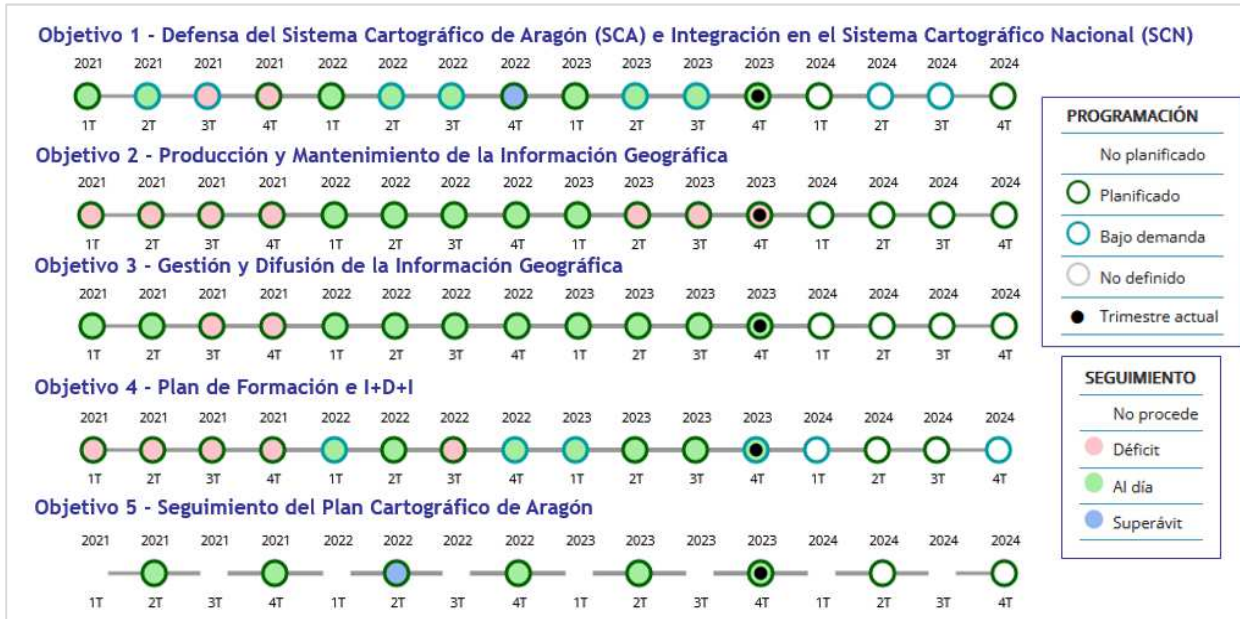 Objetivo 1 - Defensa del Sistema Cartográfico de Aragón (SCA) e Integración en el Sistema Cartográfico Nacional (SCN)
2021 2021 2021 2021 2022 2022 2022 2022 2023 2023 2023 2023 2024 2024 2024 2024
1T 2T 3T 4T 1T 2T 3T 4T 1T 2T 3T 4T 1T 2T 3T 4T
Objetivo 2 - Producción y Mantenimiento de la Información Geográfica
2021 2021 2021 2021 2022 2022 2022 2022 2023 2023 2023 2023 2024 2024 2024 2024
1T 2T 3T 4T 1T 2T 3T 4T 1T 2T 3T 4T 1T 2T 3T 4T
Objetivo 3 - Gestión y Difusión de la Información Geográfica
2021 2021 2021 2021 2022 2022 2022 2022 2023 2023 2023 2023 2024 2024 2024 2024
1T 2T 3T 4T 1T 2T 3T 4T 1T 2T 3T 4T 1T 2T 3T 4T
Objetivo 4 - Plan de Formación e I+D+I
2021 2021 2021 2021 2022 2022 2022 2022 2023 2023 2023 2023 2024 2024 2024 2024
1T 2T 3T 4T 1T 2T 3T 4T 1T 2T 3T 4T 1T 2T 3T 4T
Objetivo 5 - Seguimiento del Plan Cartográfico de Aragón
2021 2021 2021 2021 2022 2022 2022 2022 2023 2023 2023 2023 2024 2024 2024 2024
1T 2T 3T 4T 1T 2T 3T 4T 1T 2T 3T 4T 1T 2T 3T 4T
PROGRAMACIÓN
No planificado
Planificado
Bajo demanda
No definido
Trimestre actual
SEGUIMIENTO
No procede
Déficit
Al día
Superávit